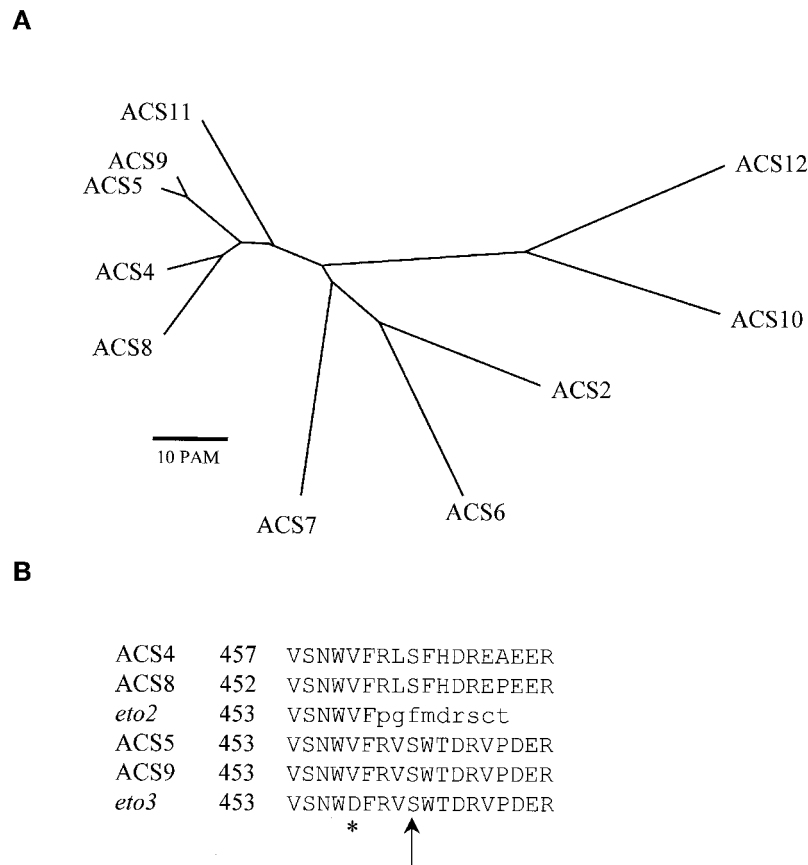 A
ACS11
ACS9
ACS5
ACS12
ACS4
ACS10
ACS8
ACS2
10 PAM
ACS6
ACS7
B
ACS4 457 VSNWVFRLSFHDREAEER
ACS8 452 VSNWVFRLSFHDREPEER
eto2 453 VSNWVFpgfmdrsct
ACS5 453 VSNWVFRVSWTDRVPDER
ACS9 453 VSNWVFRVSWTDRVPDER
eto3 453 VSNWDFRVSWTDRVPDER
*